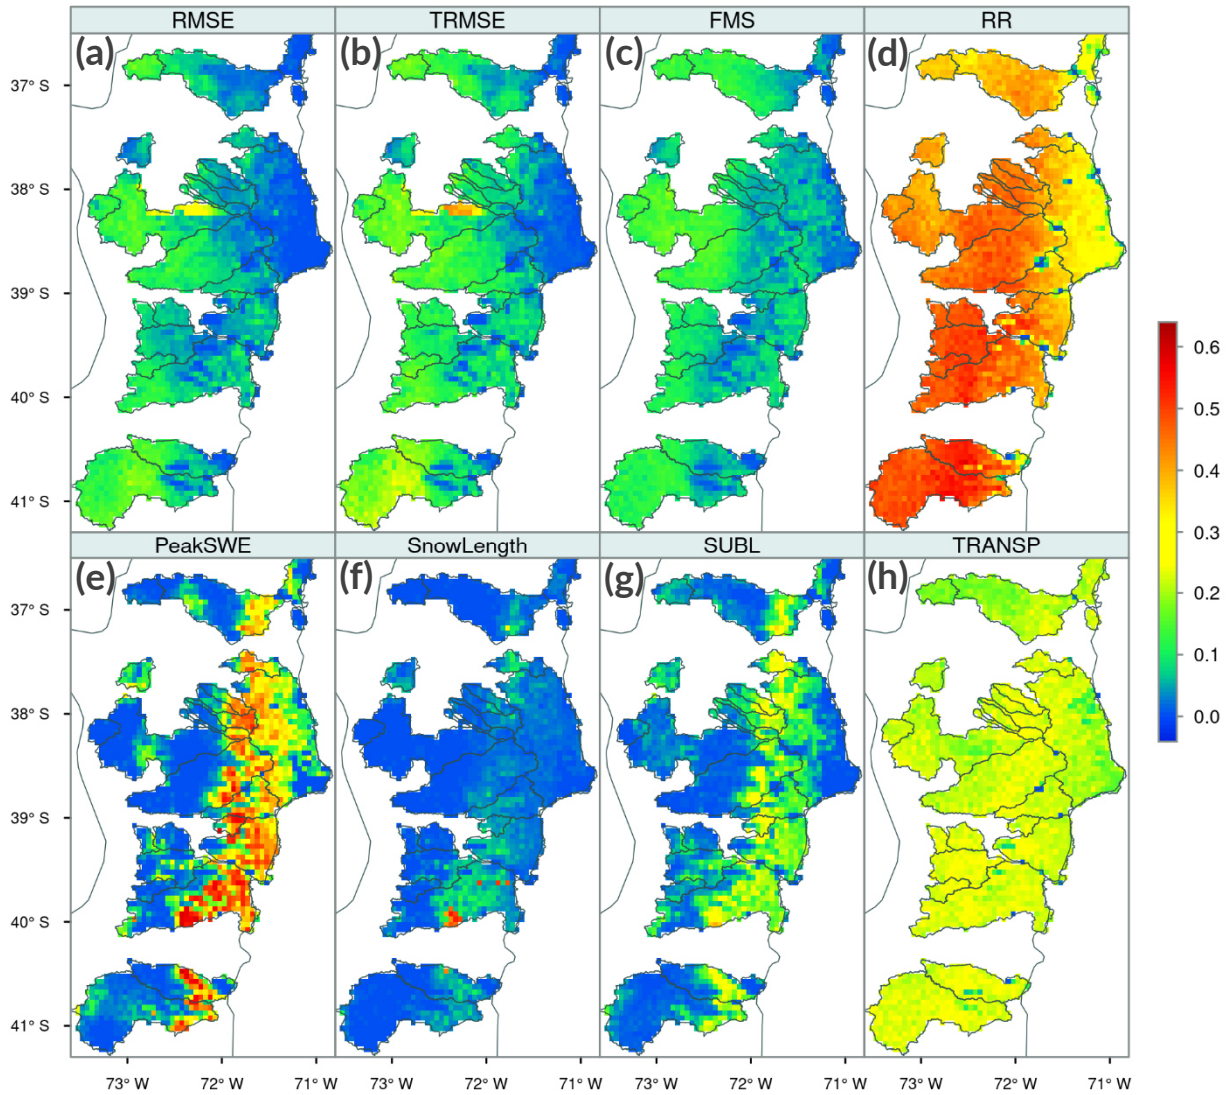 RMSE TRMSE FMS RR
(a) (b) (c) (d)
37° S
38° S
39° S
40° S
41° S
PeakSWE SnowLength SUBL TRANSP
(e) (f) (g) (h)
37° S
38° S
39° S
40° S
41° S
73° W 72° W 71° W 73° W 72° W 71° W 73° W 72° W 71° W 73° W 72° W 71° W
0.6
0.5
0.4
0.3
0.2
0.1
0.0